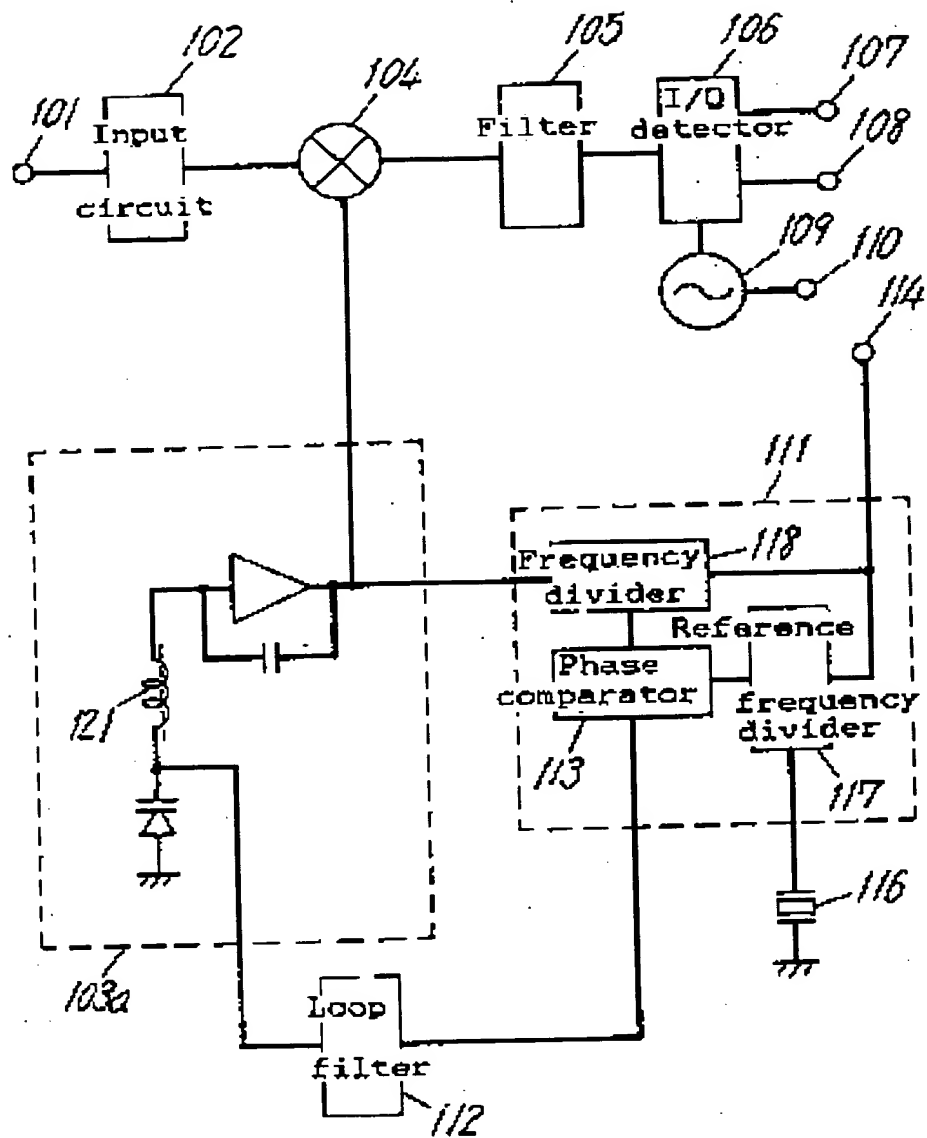 102
105
106
107
104
101
I/Q
detector
Input
circuit
Filter
108
109
110
114
111
Frequency
divider
118
Reference
frequency
divider
Phase
comparator
121
113
117
116
103a
Loop
filter
112